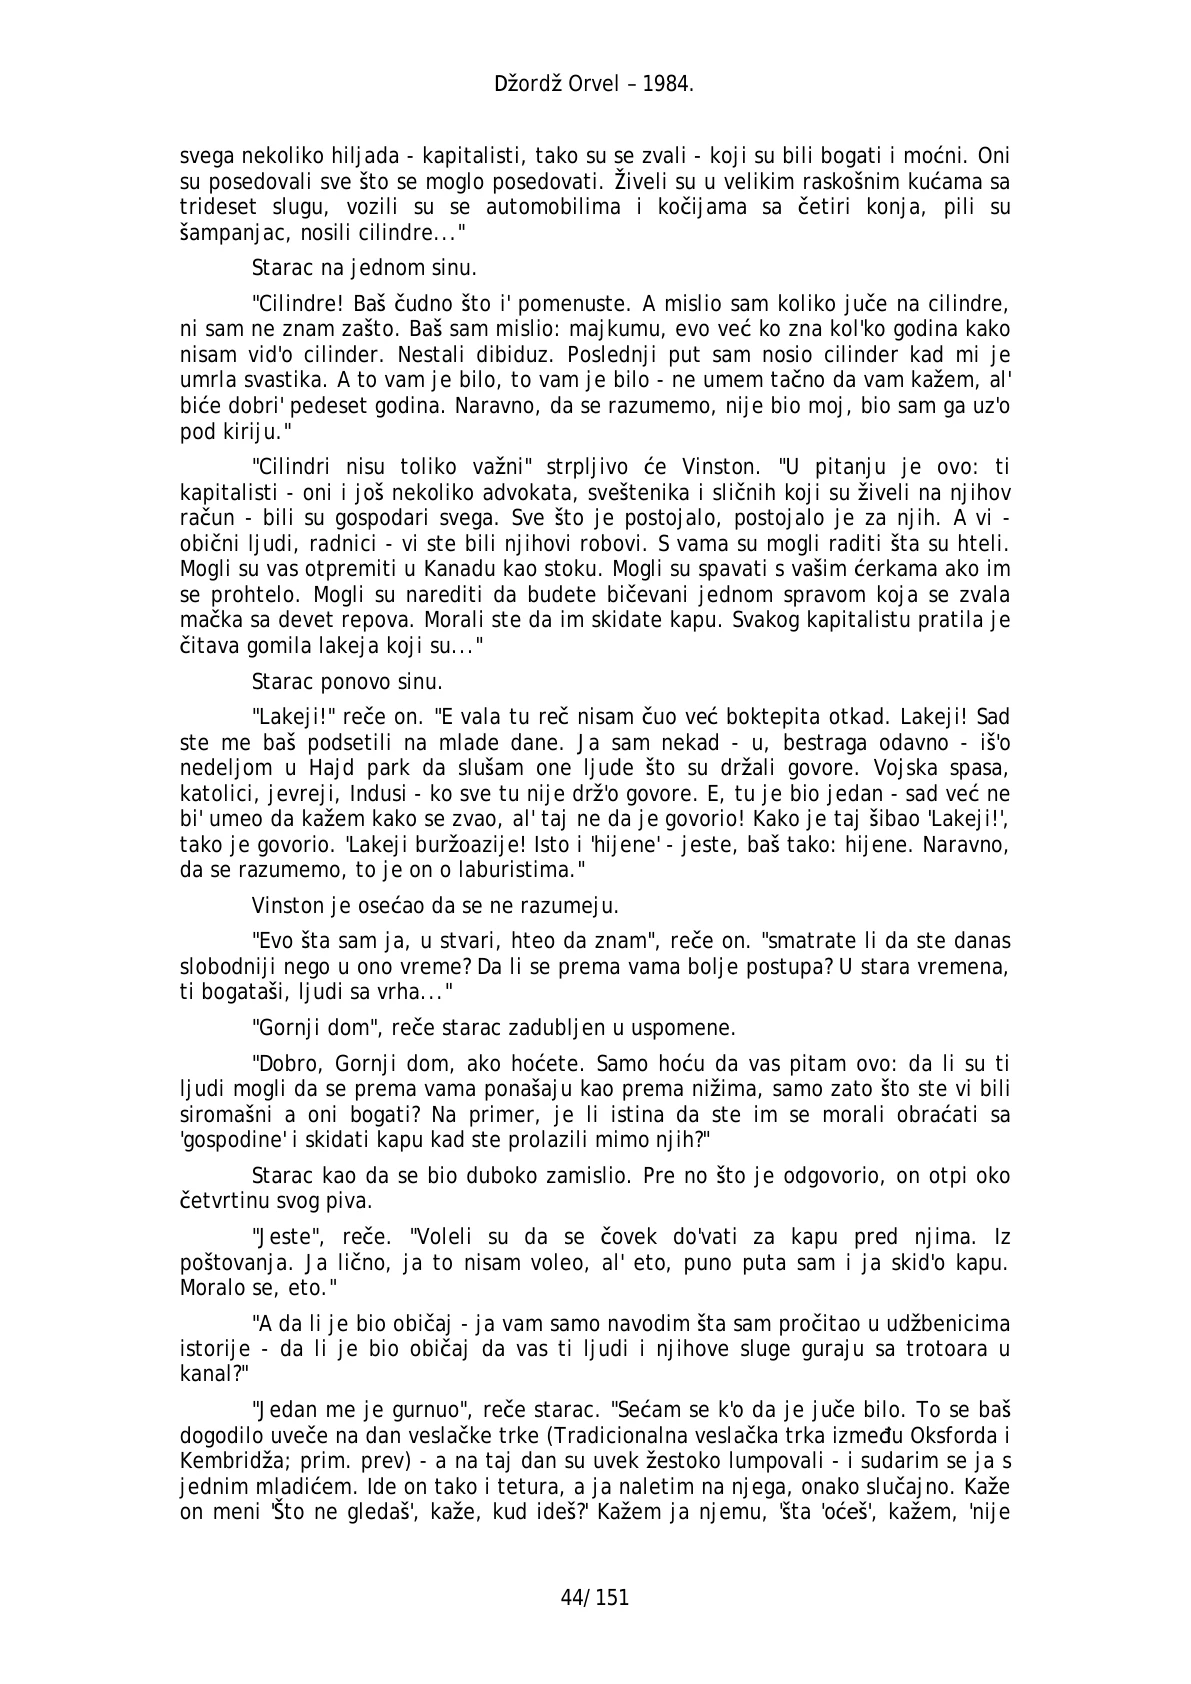 Džordž Orvel – 1984.
svega nekoliko hiljada - kapitalisti, tako su se zvali - koji su bili bogati i moćni. Oni
su posedovali sve što se moglo posedovati. Živeli su u velikim raskošnim kućama sa
trideset slugu, vozili su se automobilima i kočijama sa četiri konja, pili su
šampanjac, nosili cilindre..."
Starac na jednom sinu.
"Cilindre! Baš čudno što i' pomenuste. A mislio sam koliko juče na cilindre,
ni sam ne znam zašto. Baš sam mislio: majkumu, evo već ko zna kol'ko godina kako
nisam vid'o cilinder. Nestali dibiduz. Poslednji put sam nosio cilinder kad mi je
umrla svastika. A to vam je bilo, to vam je bilo - ne umem tačno da vam kažem, al'
biće dobri' pedeset godina. Naravno, da se razumemo, nije bio moj, bio sam ga uz'o
pod kiriju."
"Cilindri nisu toliko važni" strpljivo će Vinston. "U pitanju je ovo: ti
kapitalisti - oni i još nekoliko advokata, sveštenika i sličnih koji su živeli na njihov
račun - bili su gospodari svega. Sve što je postojalo, postojalo je za njih. A vi -
obični ljudi, radnici - vi ste bili njihovi robovi. S vama su mogli raditi šta su hteli.
Mogli su vas otpremiti u Kanadu kao stoku. Mogli su spavati s vašim ćerkama ako im
se prohtelo. Mogli su narediti da budete bičevani jednom spravom koja se zvala
mačka sa devet repova. Morali ste da im skidate kapu. Svakog kapitalistu pratila je
čitava gomila lakeja koji su..."
Starac ponovo sinu.
"Lakeji!" reče on. "E vala tu reč nisam čuo već boktepita otkad. Lakeji! Sad
ste me baš podsetili na mlade dane. Ja sam nekad - u, bestraga odavno - iš'o
nedeljom u Hajd park da slušam one ljude što su držali govore. Vojska spasa,
katolici, jevreji, Indusi - ko sve tu nije drž'o govore. E, tu je bio jedan - sad već ne
bi' umeo da kažem kako se zvao, al' taj ne da je govorio! Kako je taj šibao 'Lakeji!',
tako je govorio. 'Lakeji buržoazije! Isto i 'hijene' - jeste, baš tako: hijene. Naravno,
da se razumemo, to je on o laburistima."
Vinston je osećao da se ne razumeju.
"Evo šta sam ja, u stvari, hteo da znam", reče on. "smatrate li da ste danas
slobodniji nego u ono vreme? Da li se prema vama bolje postupa? U stara vremena,
ti bogataši, ljudi sa vrha..."
"Gornji dom", reče starac zadubljen u uspomene.
"Dobro, Gornji dom, ako hoćete. Samo hoću da vas pitam ovo: da li su ti
ljudi mogli da se prema vama ponašaju kao prema nižima, samo zato što ste vi bili
siromašni a oni bogati? Na primer, je li istina da ste im se morali obraćati sa
'gospodine' i skidati kapu kad ste prolazili mimo njih?"
Starac kao da se bio duboko zamislio. Pre no što je odgovorio, on otpi oko
četvrtinu svog piva.
"Jeste", reče. "Voleli su da se čovek do'vati za kapu pred njima. Iz
poštovanja. Ja lično, ja to nisam voleo, al' eto, puno puta sam i ja skid'o kapu.
Moralo se, eto."
"A da li je bio običaj - ja vam samo navodim šta sam pročitao u udžbenicima
istorije - da li je bio običaj da vas ti ljudi i njihove sluge guraju sa trotoara u
kanal?"
"Jedan me je gurnuo", reče starac. "Sećam se k'o da je juče bilo. To se baš
dogodilo uveče na dan veslačke trke (Tradicionalna veslačka trka između Oksforda i
Kembridža; prim. prev) - a na taj dan su uvek žestoko lumpovali - i sudarim se ja s
jednim mladićem. Ide on tako i tetura, a ja naletim na njega, onako slučajno. Kaže
on meni 'Što ne gledaš', kaže, kud ideš?' Kažem ja njemu, 'šta 'oćeš', kažem, 'nije
44/151